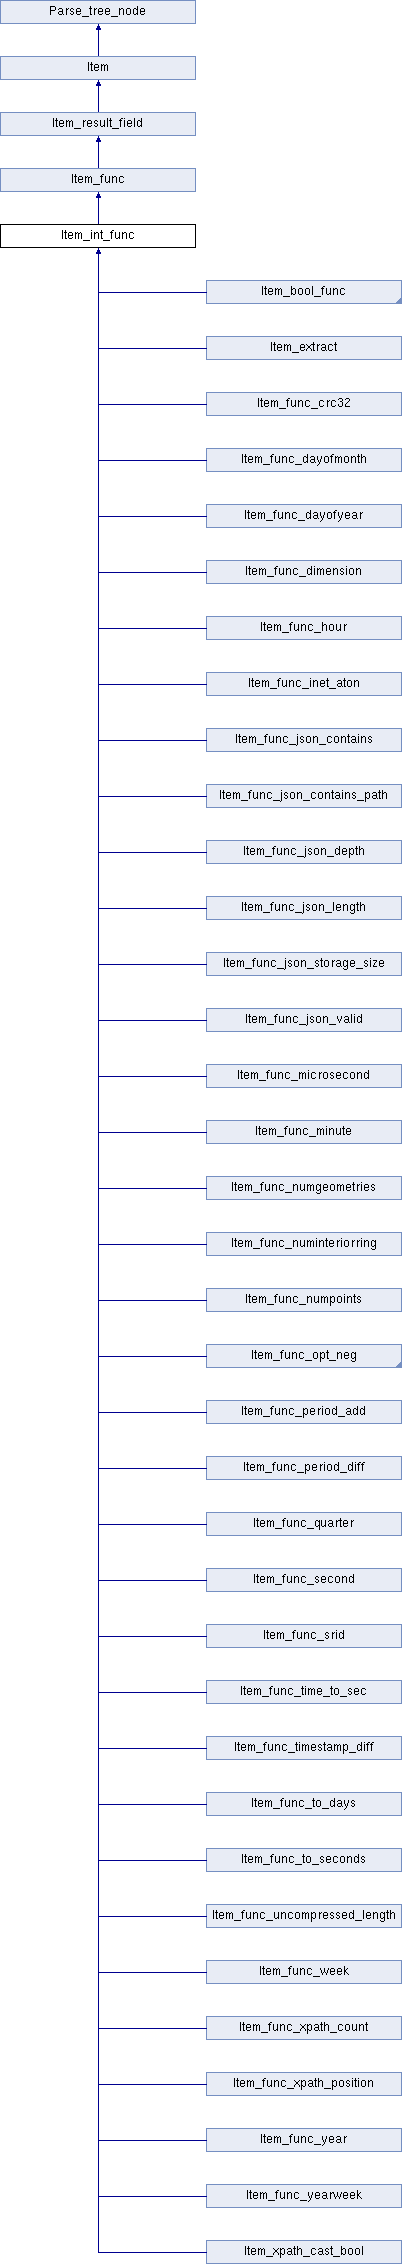 Parse_tree_node
Item
Item_result_field
Item_func
Item_int_func
Item_bool_func
Item_extract
Item_func_crc32
Item_func_dayofmonth
Item_func_dayofyear
Item_func_dimension
Item_func_hour
Item_func_inet_aton
Item_func_json_contains
Item_func_json_contains_path
Item_func_json_depth
Item_func_json_length
Item_func_json_storage_size
Item_func_json_valid
Item_func_microsecond
Item_func_minute
Item_func_numgeometries
Item_func_numinteriorring
Item_func_numpoints
Item_func_opt_neg
Item_func_period_add
Item_func_period_diff
Item_func_quarter
Item_func_second
Item_func_srid
Item_func_time_to_sec
Item_func_timestamp_diff
Item_func_to_days
Item_func_to_seconds
Item_func_uncompressed_length
Item_func_week
Item_func_xpath_count
Item_func_xpath_position
Item_func_year
Item_func_yearweek
Item_xpath_cast_bool